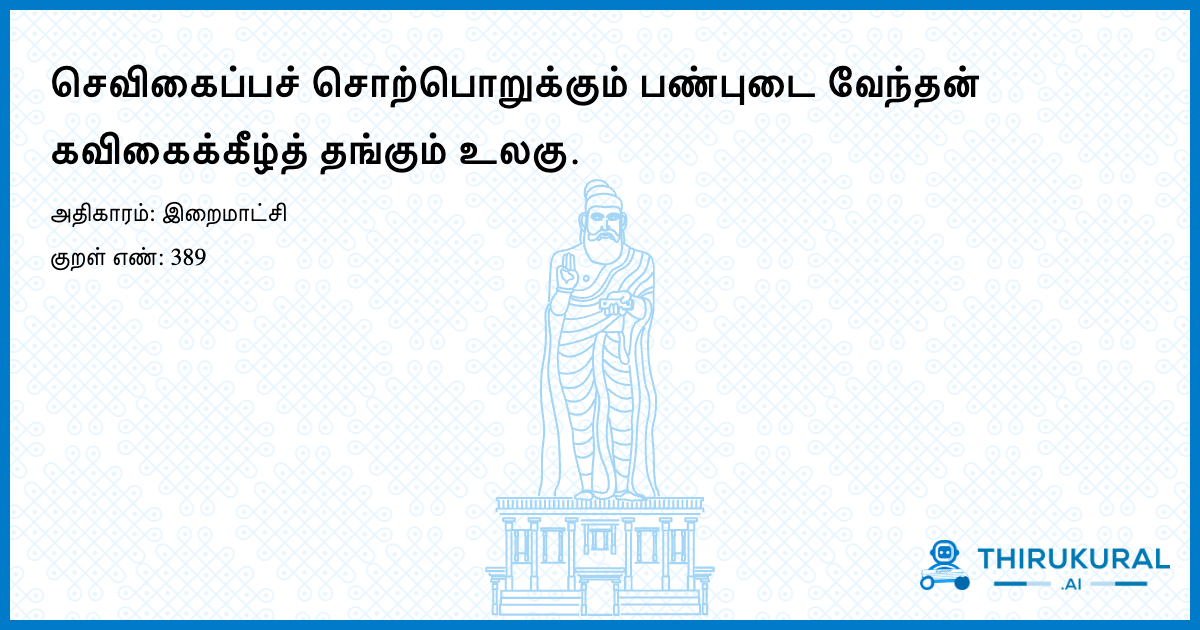 செவிகைப்பச் சொற்பொறுக்கும் பண்புடை வேந்தன்
கவிகைக்கீழ்த் தங்கும் உலகு.
அதிகாரம்: இறைமாட்சி
குறள் எண்: 389
THIRUKURAL
.AI